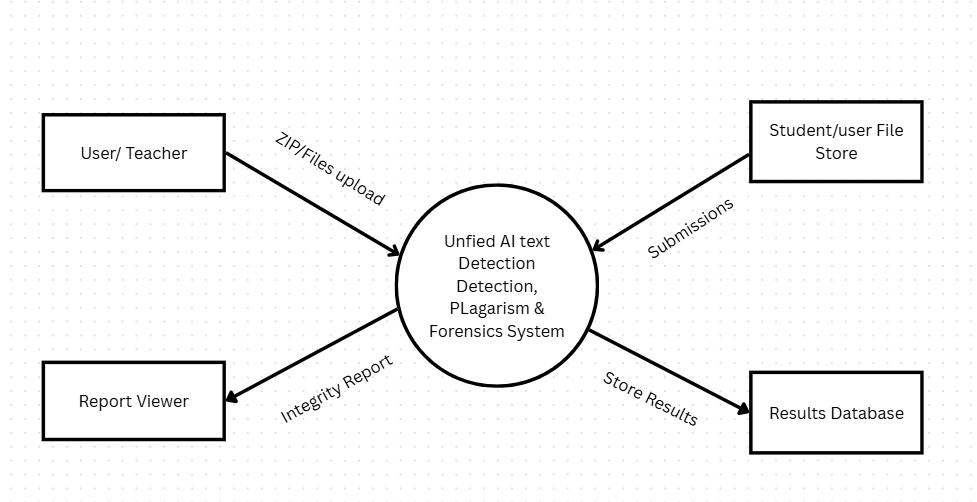 User/ Teacher
ZIP/Files upload
Student/user File
Store
Submissions
Unfied AI text
Detection
Detection,
PLagarism &
Forensics System
Report Viewer
Integrity Report
Store Results
Results Database